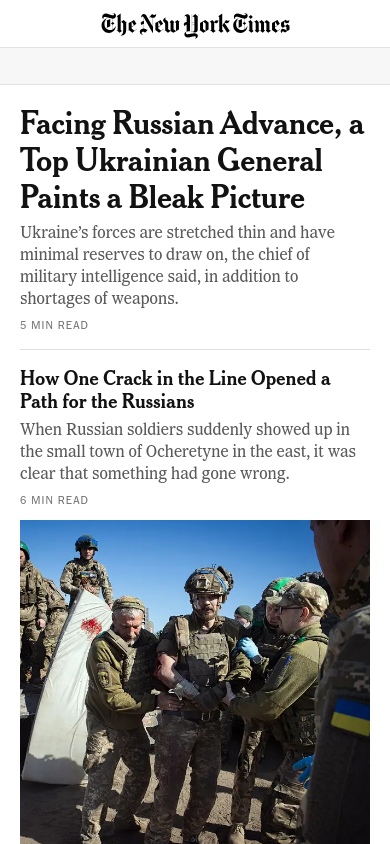 The New York Times
Facing Russian Advance, a
Top Ukrainian General
Paints a Bleak Picture
Ukraine’s forces are stretched thin and have
minimal reserves to draw on, the chief of
military intelligence said, in addition to
shortages of weapons.
5 MIN READ
How One Crack in the Line Opened a
Path for the Russians
When Russian soldiers suddenly showed up in
the small town of Ocheretyne in the east, it was
clear that something had gone wrong.
6 MIN READ